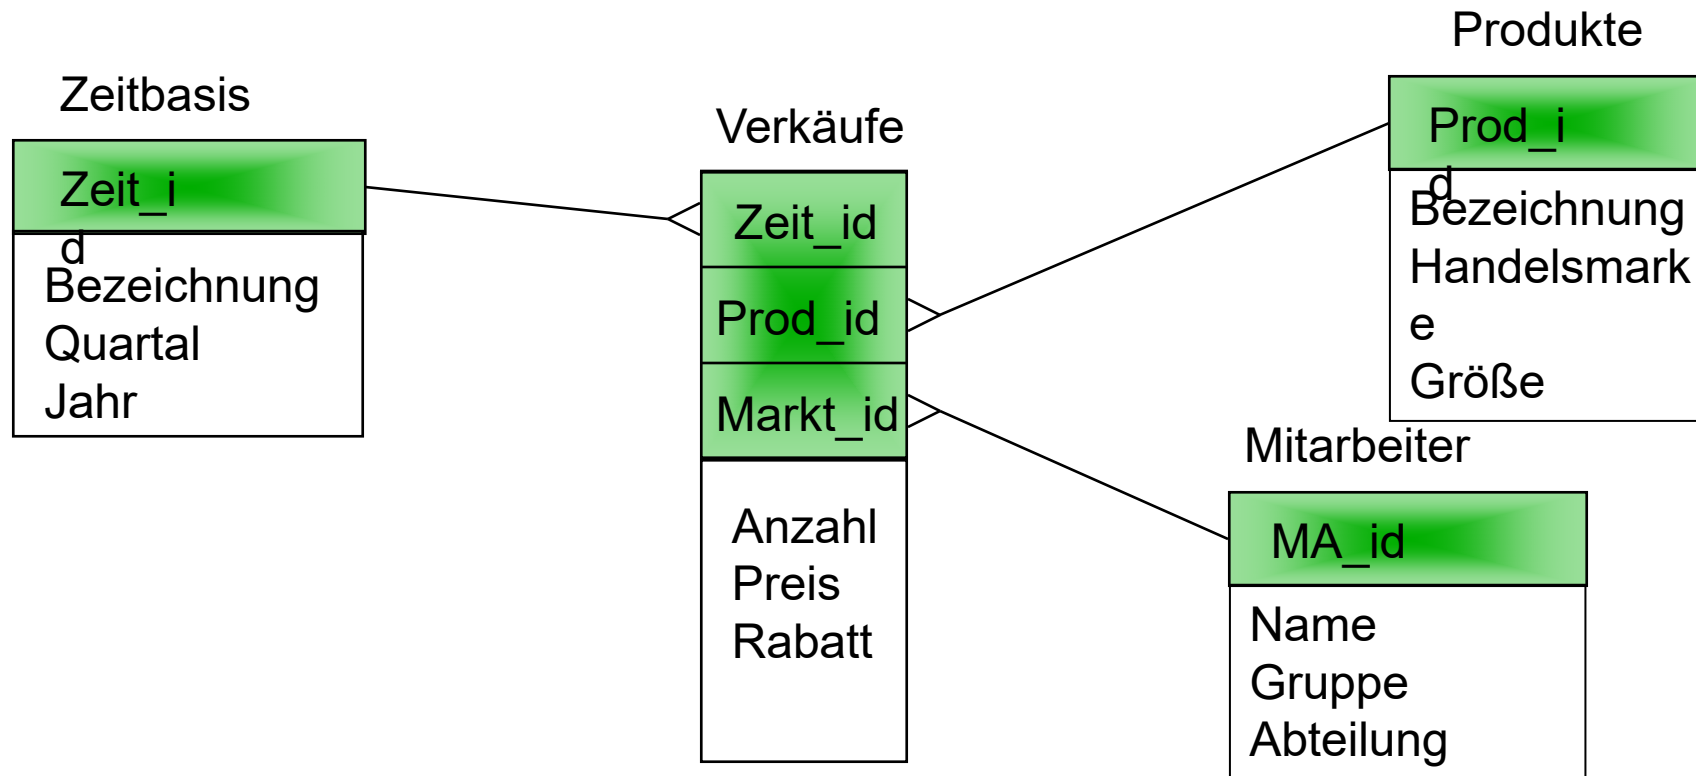 Zeitbasis
Zeit_i
d
Bezeichnung
Quartal
Jahr
Verkäufe
Zeit_id
Prod_id
Markt_id
Anzahl
Preis
Rabatt
Produkte
Prod_i
d
Bezeichnung
Handelsmark
e
Größe
Mitarbeiter
MA_id
Name
Gruppe
Abteilung